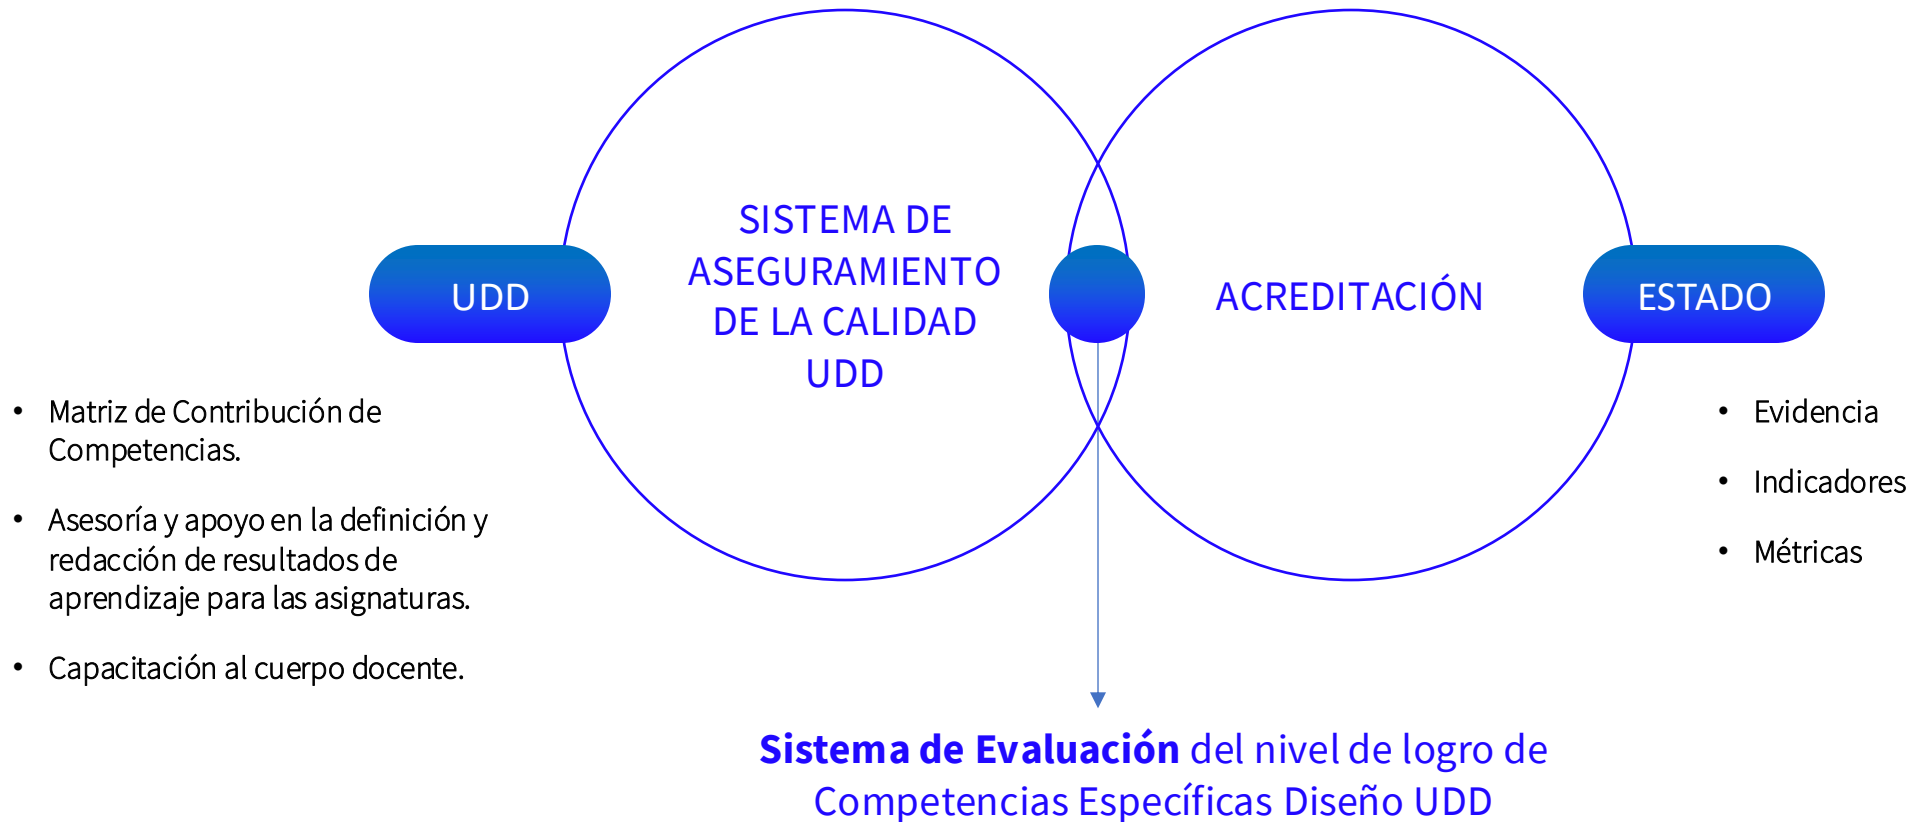 SISTEMA DE
ASEGURAMIENTO
DE LA CALIDAD
UDD
UDD
ACREDITACIÓN
ESTADO
• Matriz de Contribución de
Competencias.
• Asesoría y apoyo en la definición y
redacción de resultados de
aprendizaje para las asignaturas.
• Capacitación al cuerpo docente.
• Evidencia
• Indicadores
• Métricas
Sistema de Evaluación del nivel de logro de
Competencias Específicas Diseño UDD